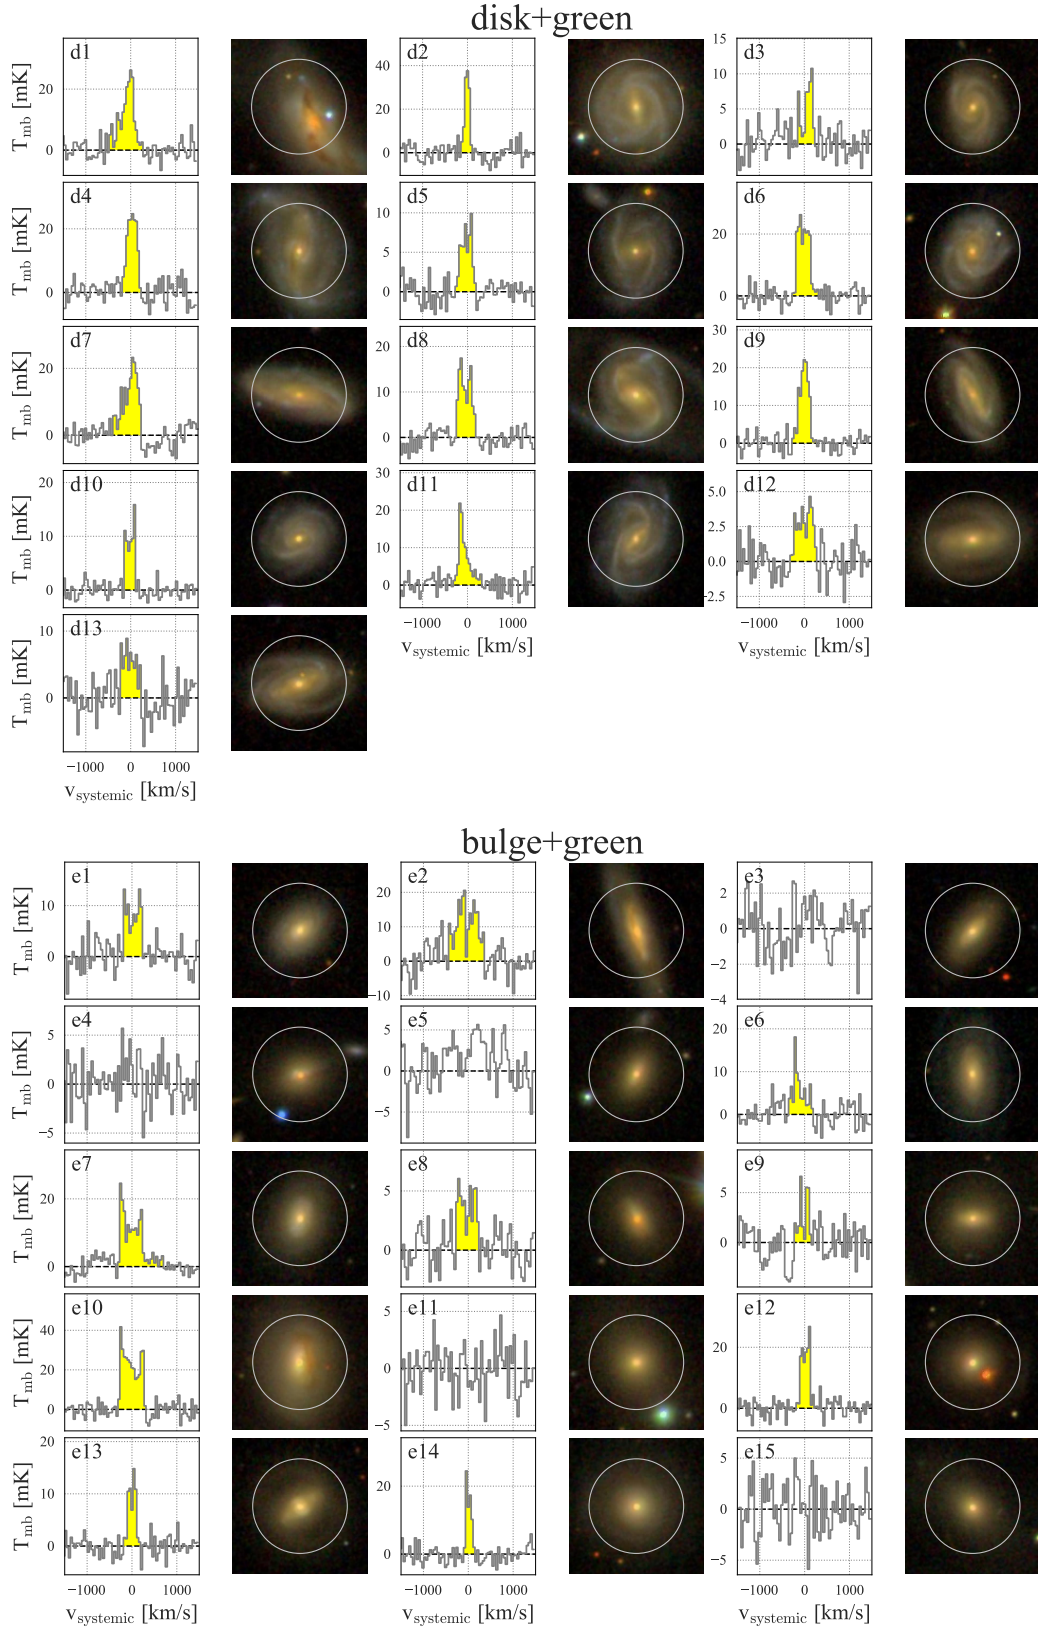 disk+green
d1 d2 d3
T_mb [mK] 20 0 40 20 0 15 10 5 0
d4 d5 d6
T_mb [mK] 20 0 10 5 0 20 0
d7 d8 d9
T_mb [mK] 20 0 20 10 0 30 20 10 0
d10 d11 d12
T_mb [mK] 20 10 0 30 20 10 0 5.0 2.5 0.0 −2.5
d13 −1000 0 1000 −1000 0 1000
T_mb [mK] 10 0 v_systemic [km/s] v_systemic [km/s]
−1000 0 1000
v_systemic [km/s]
bulge+green
e1 e2 e3
T_mb [mK] 10 0 20 10 0 −10 2 0 −2 −4
e4 e5 e6
T_mb [mK] 5 0 −5 5 0 −5 20 10 0
e7 e8 e9
T_mb [mK] 20 0 5 0 5 0
e10 e11 e12
T_mb [mK] 40 20 0 5 0 −5 20 0
e13 e14 e15
T_mb [mK] 20 10 0 20 0 5 0 −5
−1000 0 1000 −1000 0 1000 −1000 0 1000
v_systemic [km/s] v_systemic [km/s] v_systemic [km/s]